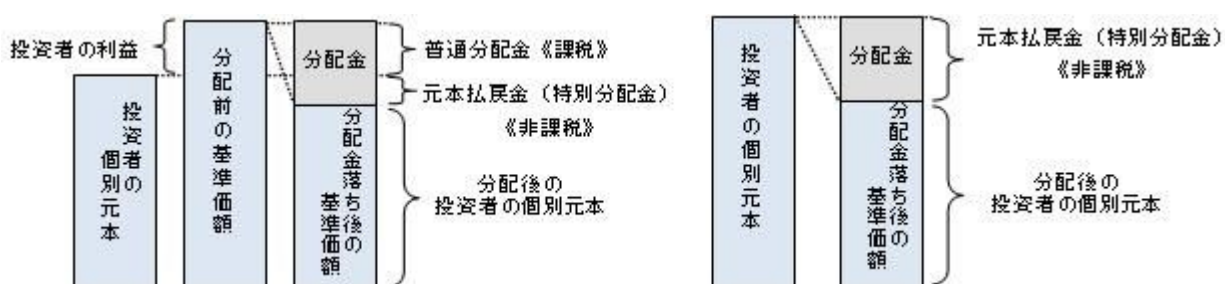 投資者の利益
投資者の
個別の元本
分配前の基準価額
分配金
分配金落ち後の
基準価額
普通分配金《課税》
元本払戻金（特別分配金）
《非課税》
分配後の
投資者の個別元本
投資者の個別元本
分配金
分配金落ち後の
基準価額
元本払戻金（特別分配金）
《非課税》
分配後の
投資者の個別元本